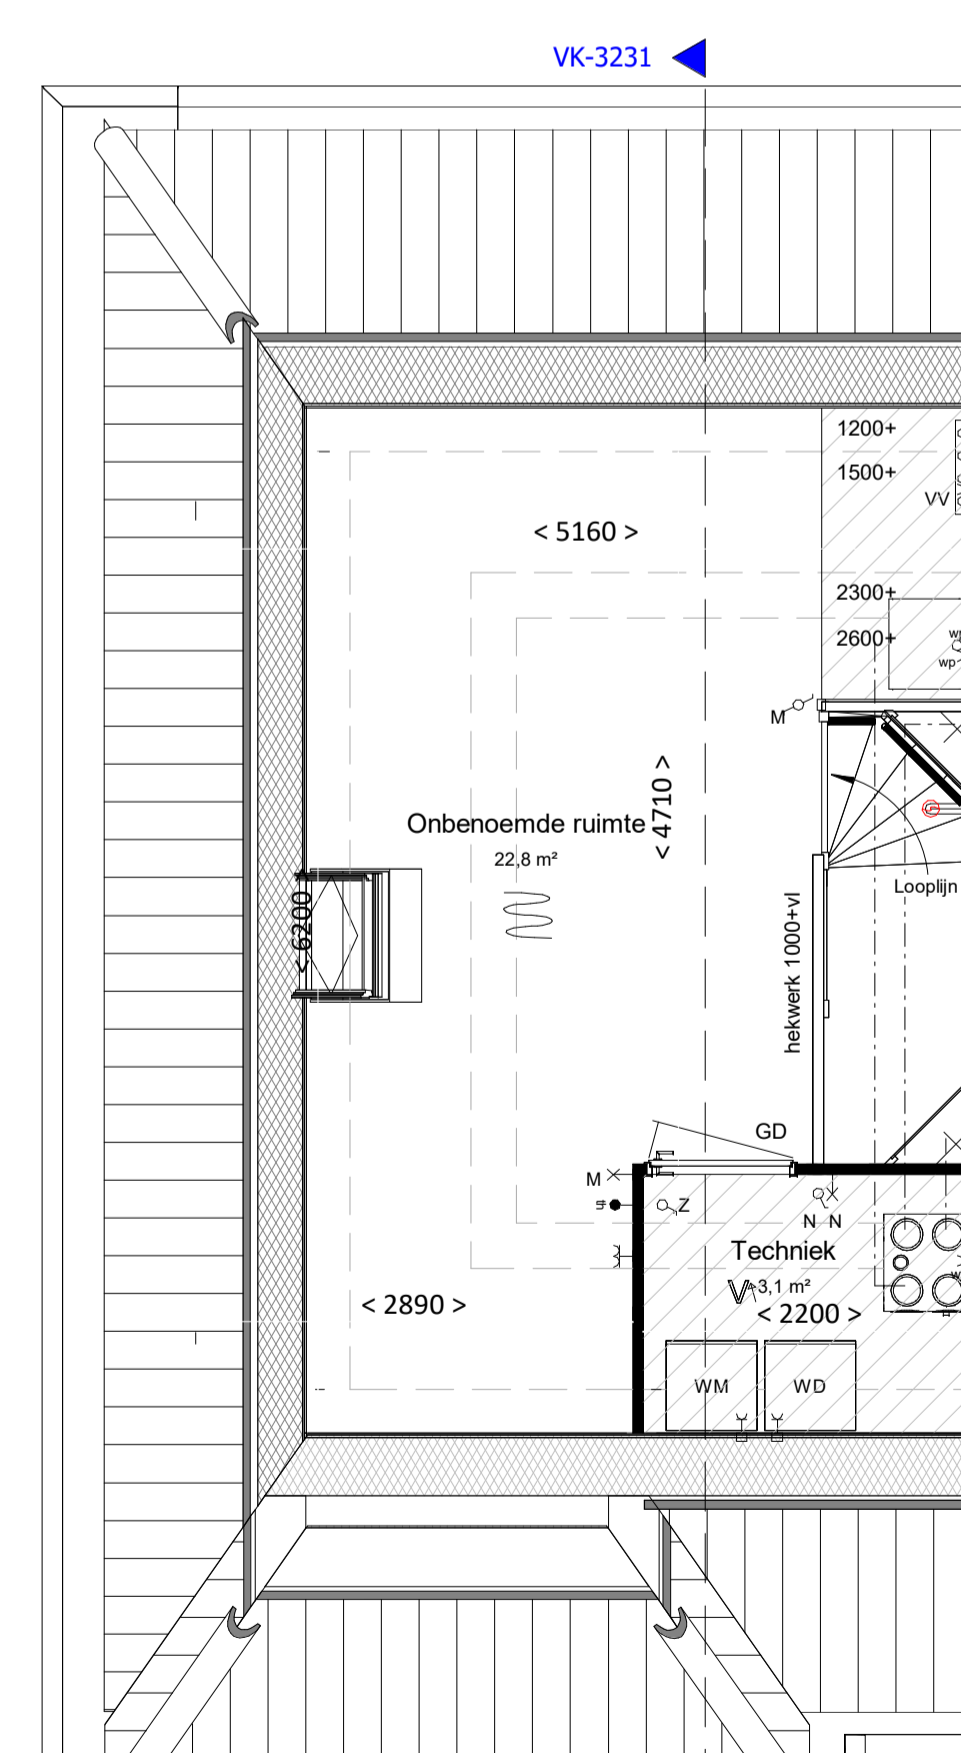 VK-3231
1200+
1500+
VV
< 5160 >
2300+
2600+
wp
M
< 4710 >
Onbenoemde ruimte
22,8 m²
Looplijn
< 6200 >
hekwerk 1000+vl
GD
M
Z
N N
Techniek
3,1 m²
< 2890 >
< 2200 >
WM
WD